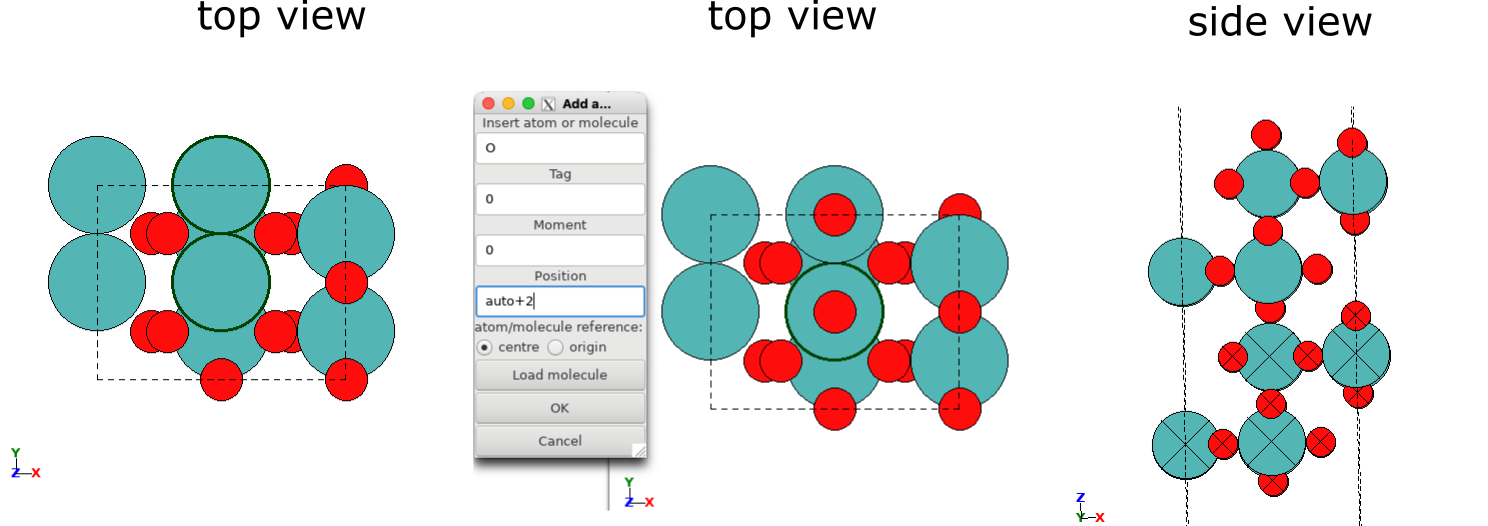 top view
top view
side view
Add a...
Insert atom or molecule
O
Tag
0
Moment
0
Position
auto+2
atom/molecule reference:
centre origin
Load molecule
OK
Cancel
Y
Z X
Y
Z X
Z
Y X